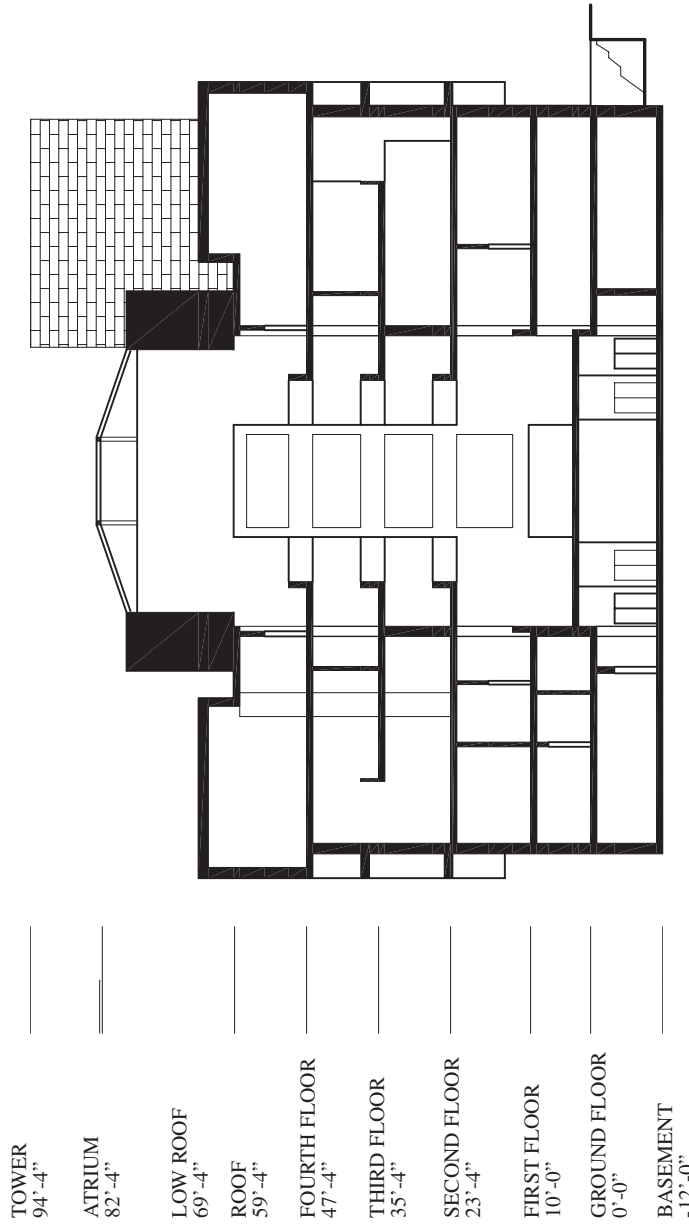 TOWER
94'-4”
ATRIUM
82'-4”
LOW ROOF
69'-4”
ROOF
59'-4”
FOURTH FLOOR
47'-4”
THIRD FLOOR
35'-4”
SECOND FLOOR
23'-4”
FIRST FLOOR
10'-0”
GROUND FLOOR
0'-0”
BASEMENT
-12'-0”